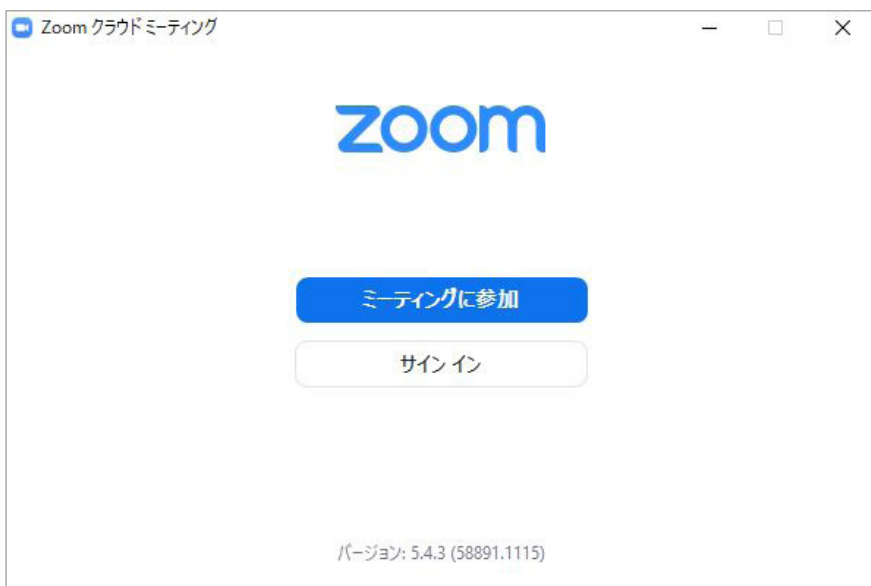 Zoom クラウド ミーティング
zoom
ミーティングに参加
サイン イン
バージョン: 5.4.3 (58891.1115)